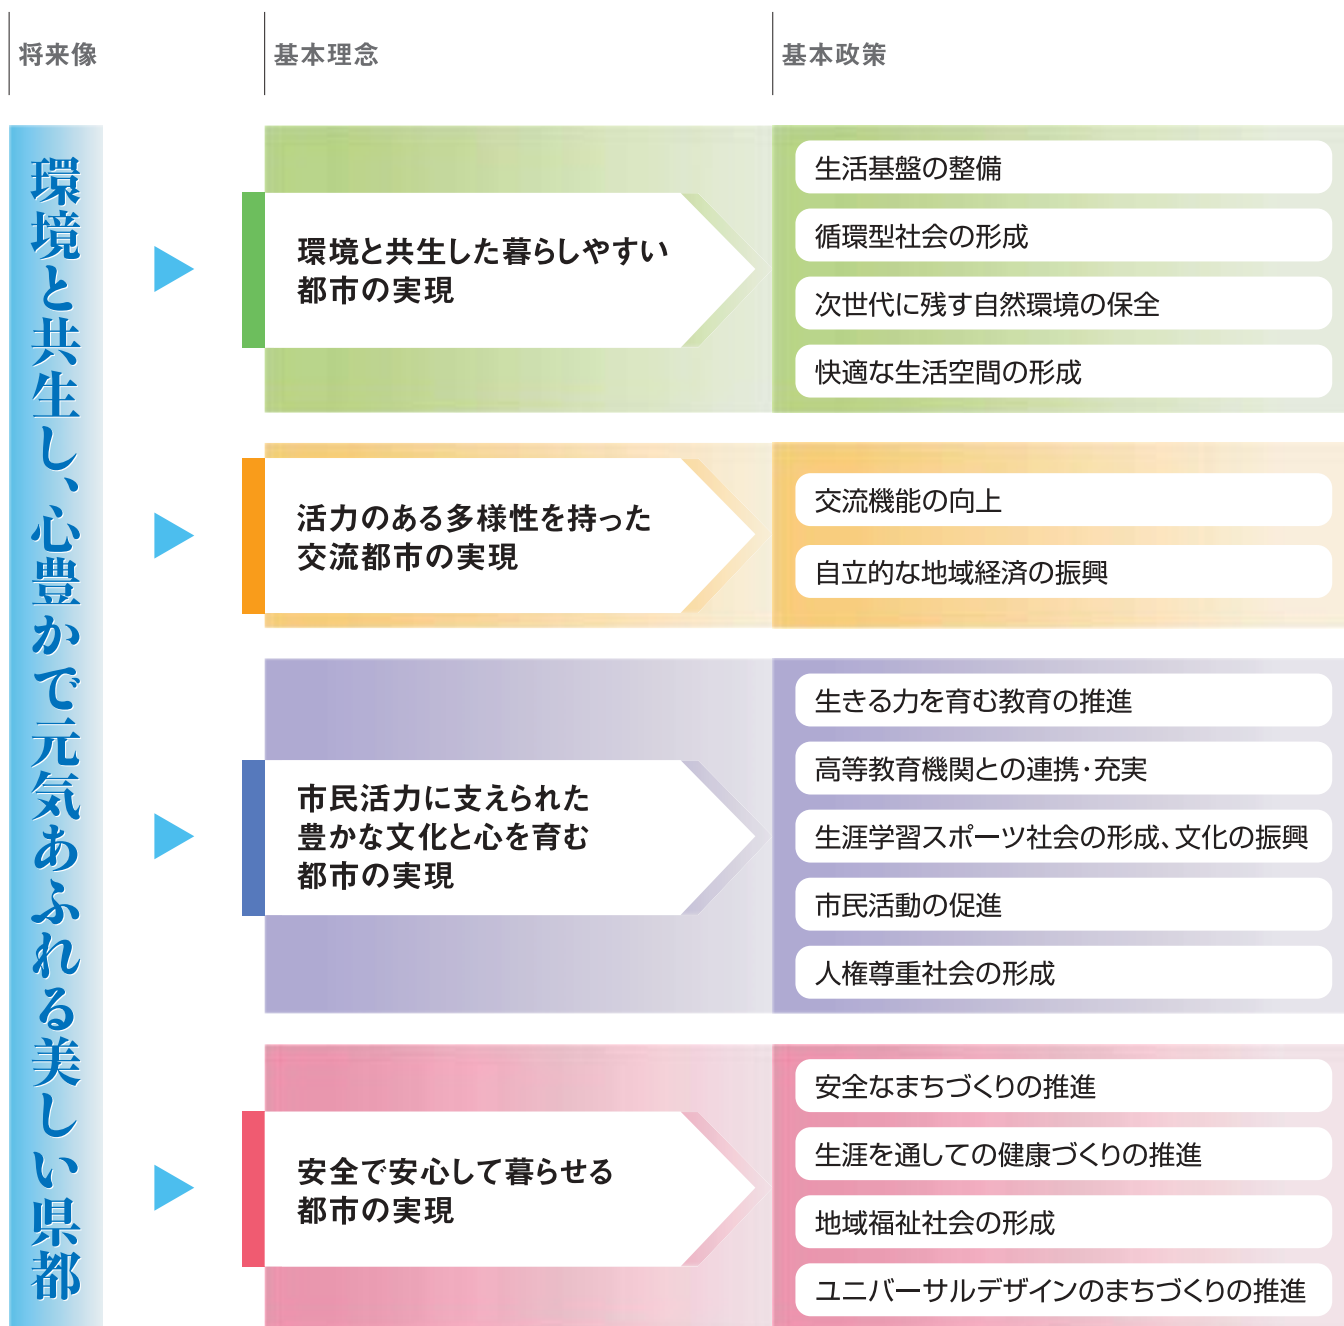 将来像
基本理念
基本政策
環境と共生し、心豊かで元気あふれる美しい県都
環境と共生した暮らしやすい
都市の実現
生活基盤の整備
循環型社会の形成
次世代に残す自然環境の保全
快適な生活空間の形成
活力のある多様性を持った
交流都市の実現
交流機能の向上
自立的な地域経済の振興
市民活力に支えられた
豊かな文化と心を育む
都市の実現
生きる力を育む教育の推進
高等教育機関との連携・充実
生涯学習スポーツ社会の形成、文化の振興
市民活動の促進
人権尊重社会の形成
安全で安心して暮らせる
都市の実現
安全なまちづくりの推進
生涯を通しての健康づくりの推進
地域福祉社会の形成
ユニバーサルデザインのまちづくりの推進